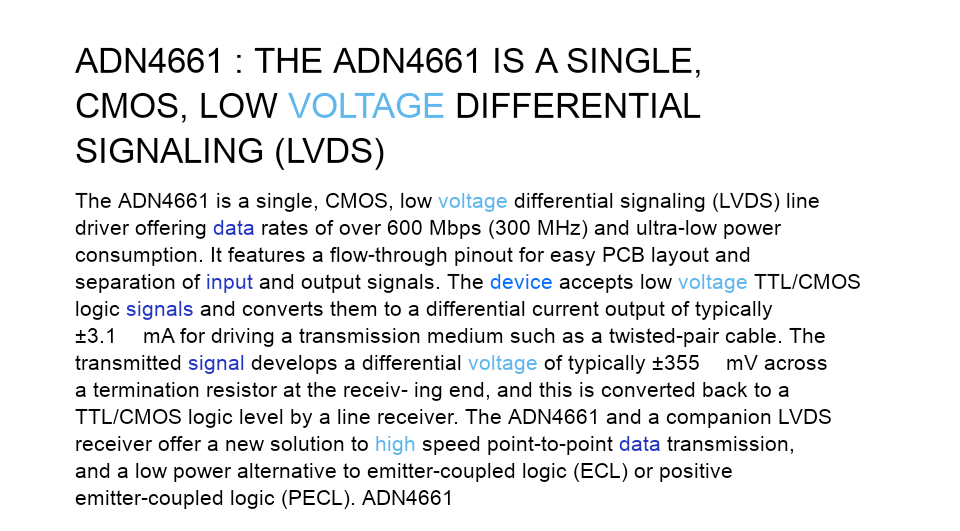 ADN4661 : THE ADN4661 IS A SINGLE,
CMOS, LOW VOLTAGE DIFFERENTIAL
SIGNALING (LVDS)
The ADN4661 is a single, CMOS, low voltage differential signaling (LVDS) line
driver offering data rates of over 600 Mbps (300 MHz) and ultra-low power
consumption. It features a flow-through pinout for easy PCB layout and
separation of input and output signals. The device accepts low voltage TTL/CMOS
logic signals and converts them to a differential current output of typically
±3.1 mA for driving a transmission medium such as a twisted-pair cable. The
transmitted signal develops a differential voltage of typically ±355 mV across
a termination resistor at the receiv- ing end, and this is converted back to a
TTL/CMOS logic level by a line receiver. The ADN4661 and a companion LVDS
receiver offer a new solution to high speed point-to-point data transmission,
and a low power alternative to emitter-coupled logic (ECL) or positive
emitter-coupled logic (PECL). ADN4661